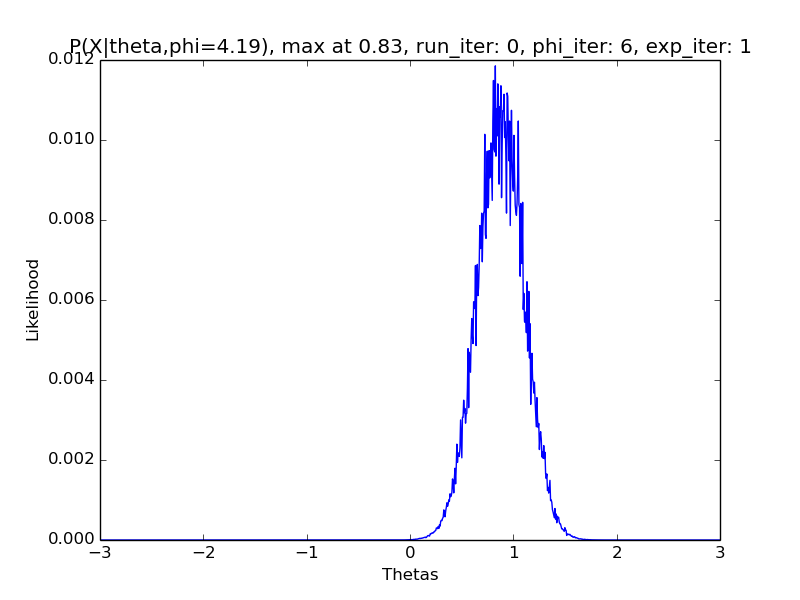 P(X|theta,phi=4.19), max at 0.83, run_iter: 0, phi_iter: 6, exp_iter: 1
0.012
0.010
0.008
0.006
0.004
0.002
0.000
Likelihood
−3 −2 −1 0 1 2 3
Thetas